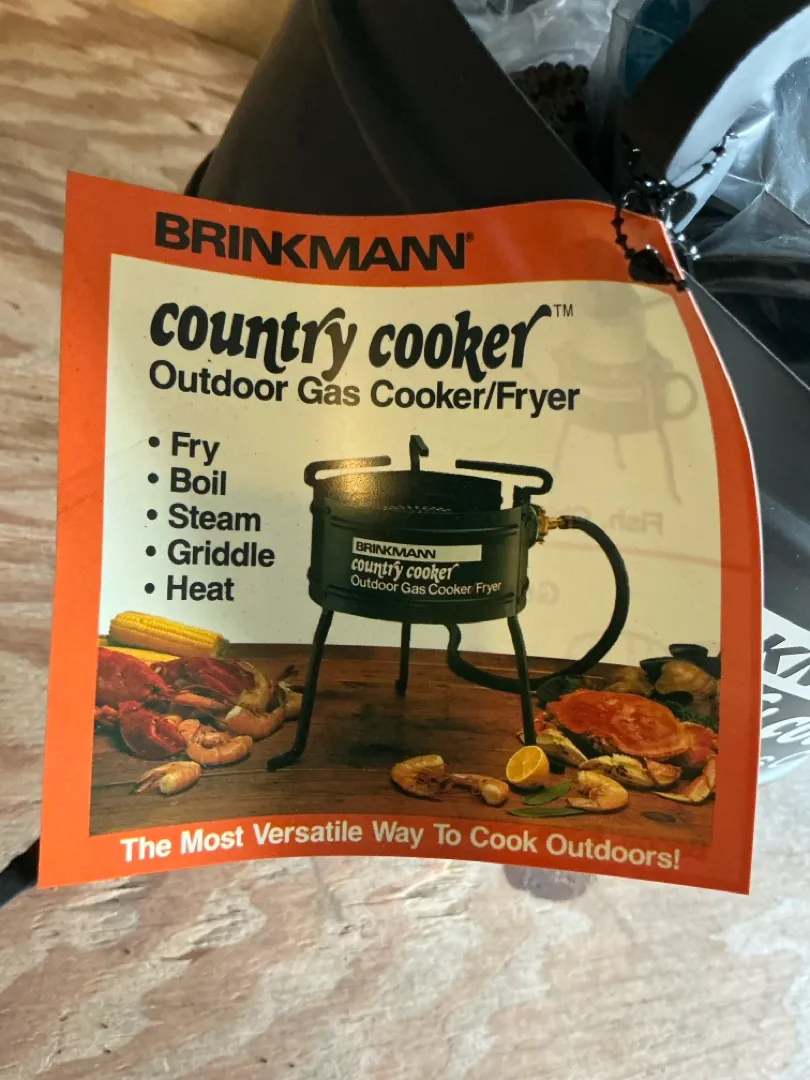 BRINKMANN®
country cooker™
Outdoor Gas Cooker/Fryer
• Fry
• Boil
• Steam
• Griddle
• Heat
BRINKMANN
country cooker
Outdoor Gas Cooker/Fryer
The Most Versatile Way To Cook Outdoors!